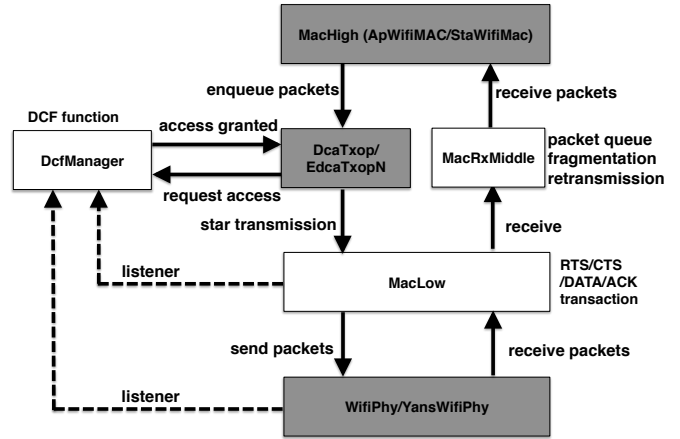 MacHigh (ApWifiMAC/StaWifiMac)
enqueue packets
receive packets
DCF function
access granted
DcfManager
DcaTxop/
EdcaTxopN
MacRxMiddle
packet queue
fragmentation
retransmission
request access
star transmission
receive
listener
MacLow
RTS/CTS
/DATA/ACK
transaction
send packets
receive packets
listener
WifiPhy/YansWifiPhy